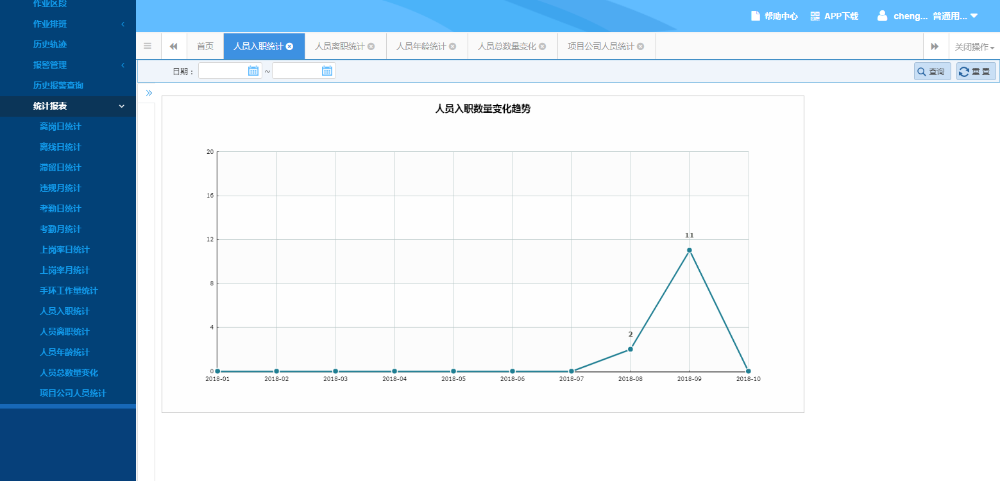 作业区段
作业排班
历史轨迹
报警管理
历史报警查询
统计报表
离岗日统计
离线日统计
滞留日统计
违规月统计
考勤日统计
考勤月统计
上岗率日统计
上岗率月统计
手环工作量统计
人员入职统计
人员离职统计
人员年龄统计
人员总数量变化
项目公司人员统计
帮助中心 APP下载 cheng... 普通用...
首页 人员入职统计 人员离职统计 人员年龄统计 人员总数量变化 项目公司人员统计 关闭操作
日期： ~ 查询 重 置
人员入职数量变化趋势
20
16
12
8
4
0
11
2
2018-01 2018-02 2018-03 2018-04 2018-05 2018-06 2018-07 2018-08 2018-09 2018-10